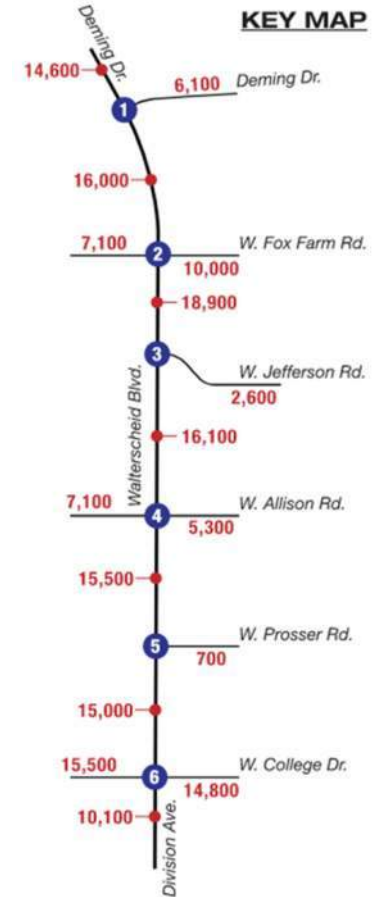 KEY MAP
Deming Dr.
14,600
6,100
Deming Dr.
1
16,000
7,100
W. Fox Farm Rd.
2
10,000
18,900
3
W. Jefferson Rd.
2,600
Walterscheid Blvd.
16,100
7,100
W. Allison Rd.
4
5,300
15,500
W. Prosser Rd.
5
700
15,000
15,500
W. College Dr.
6
14,800
10,100
Division Ave.